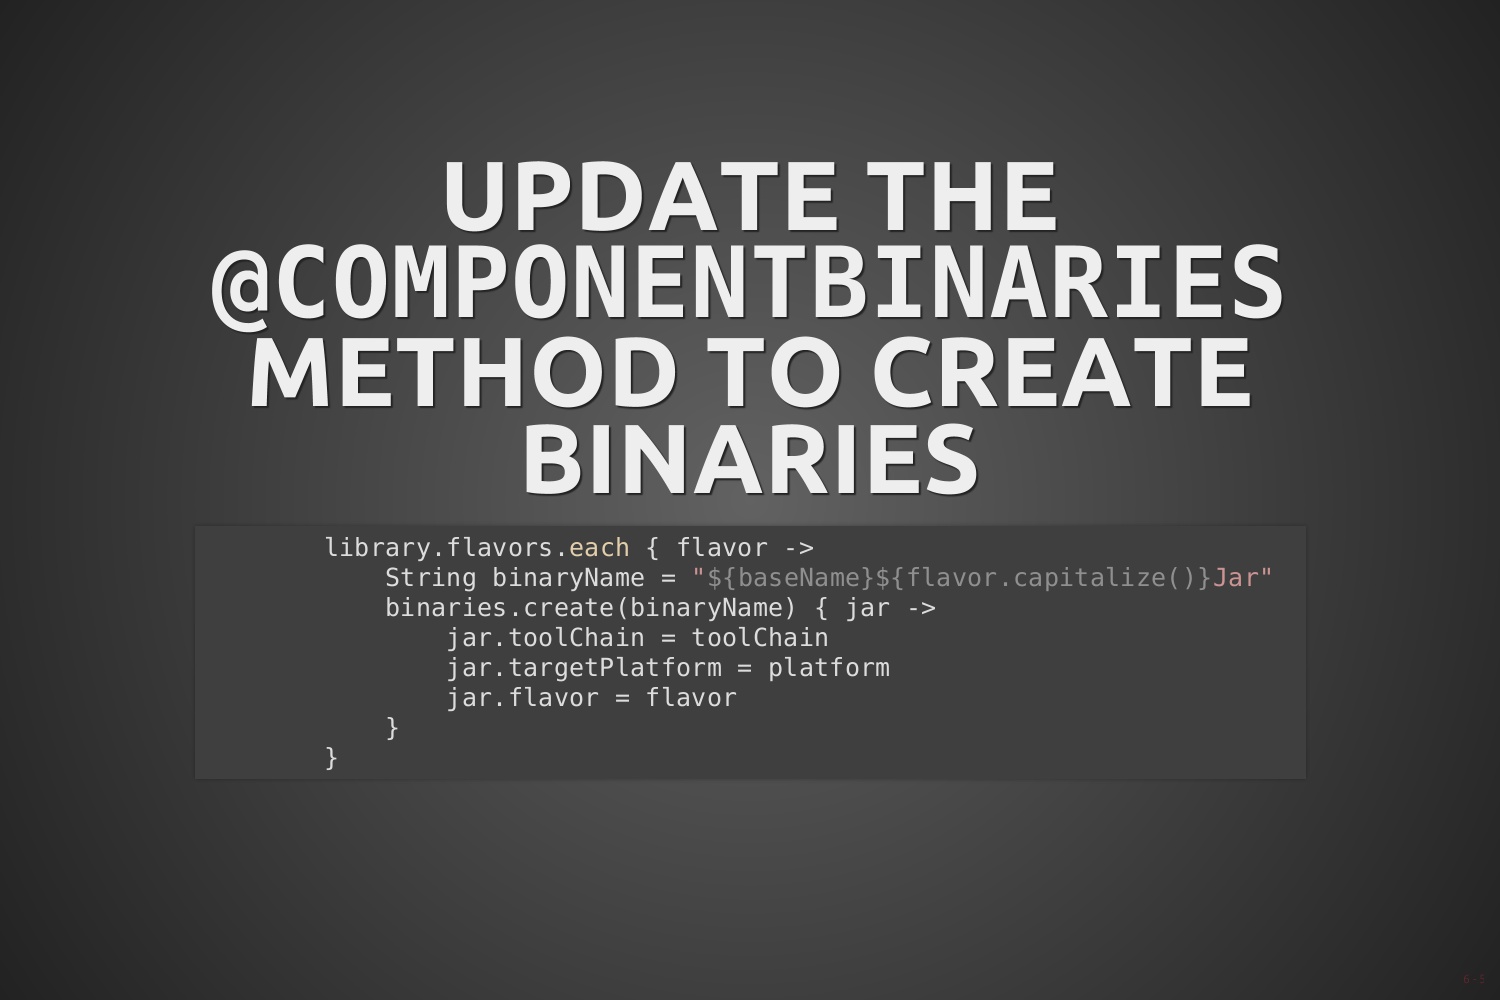 UPDATE THE
@COMPONENTBINARIES
METHOD TO CREATE
BINARIES
library.flavors.each { flavor ->
    String binaryName = "${baseName}${flavor.capitalize()}Jar"
    binaries.create(binaryName) { jar ->
        jar.toolChain = toolChain
        jar.targetPlatform = platform
        jar.flavor = flavor
    }
}
6-5